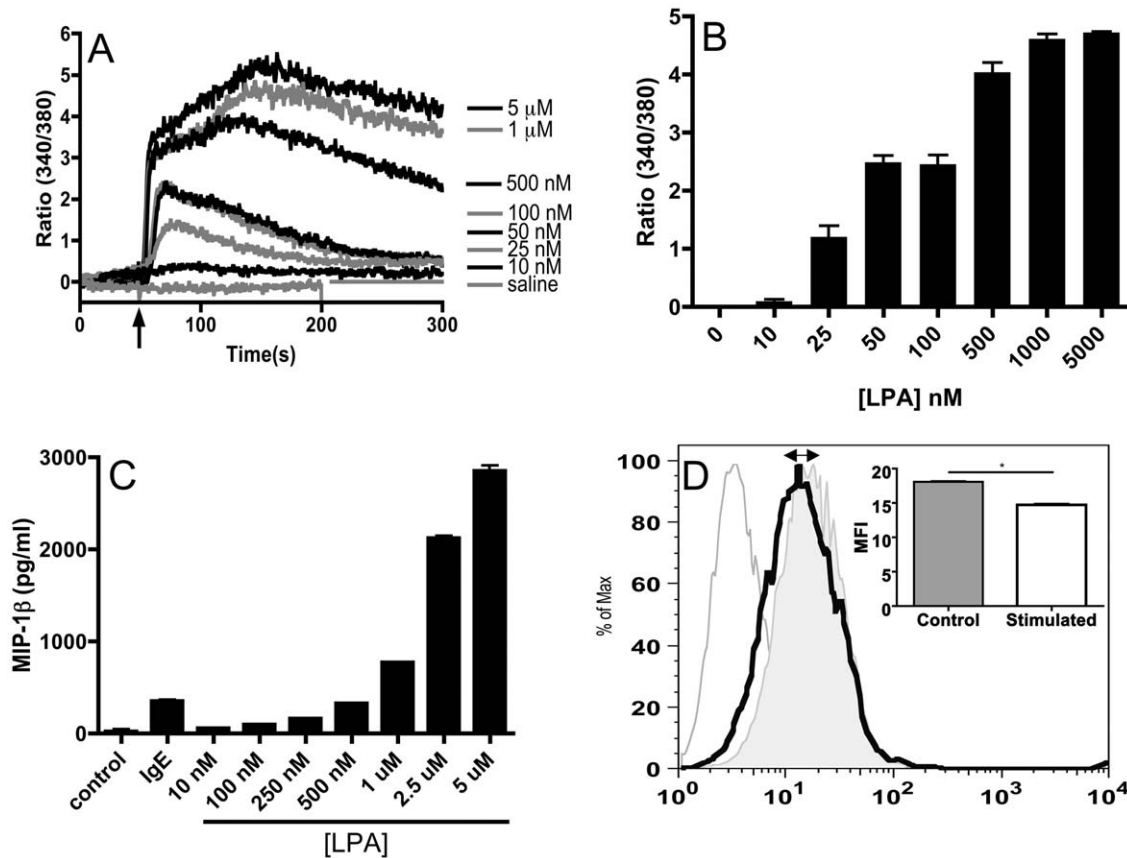 A
Ratio (340/380)
6
5
4
3
2
1
0
0
100
200
300
Time(s)
5 μM
1 μM
500 nM
100 nM
50 nM
25 nM
10 nM
saline
B
Ratio (340/380)
5
4
3
2
1
0
0
10
25
50
100
500
1000
5000
[LPA] nM
C
MIP-1β (pg/ml)
3000
2000
1000
0
control
IgE
10 nM
100 nM
250 nM
500 nM
1 uM
2.5 uM
5 uM
[LPA]
D
% of Max
100
80
60
40
20
0
10⁰
10¹
10²
10³
10⁴
MFI
20
15
10
5
0
*
Control
Stimulated